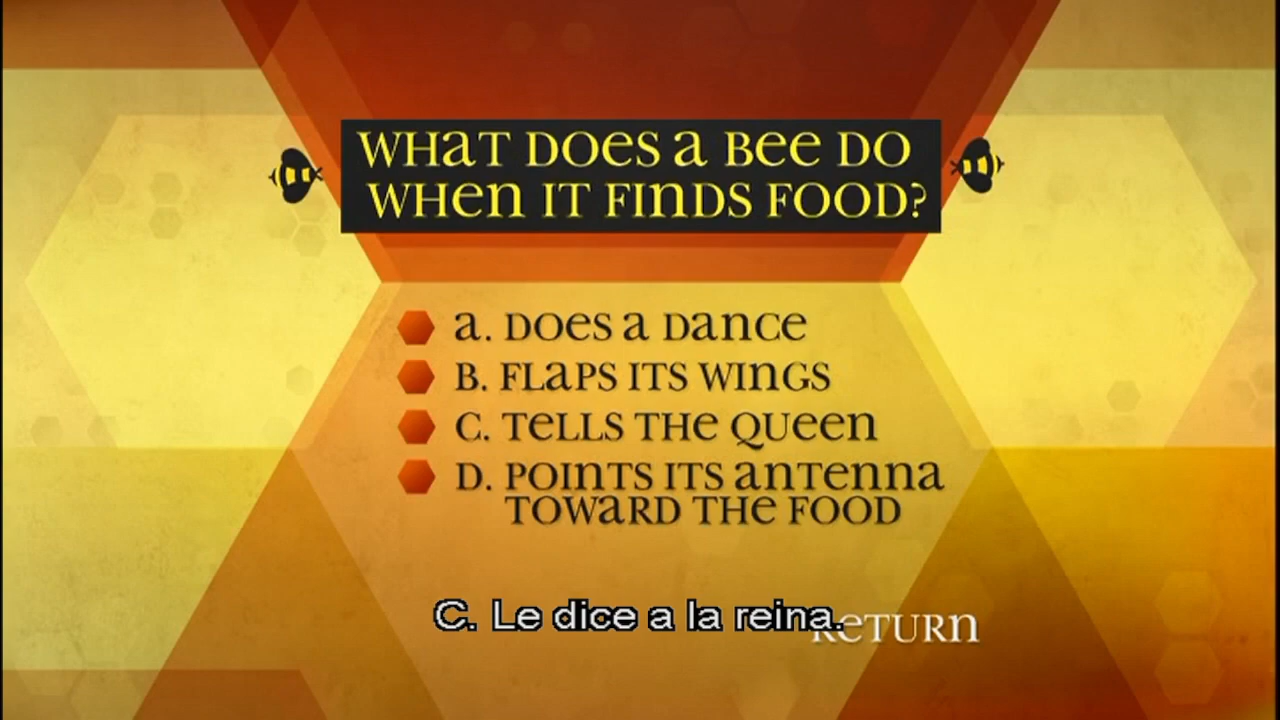 WHaT DOes a Bee DO
WHen IT FInDS FOOD?
a. DOes a Dance
B. FLaPS ITS WInGS
C. TeLLS THe QUeen
D. POInTS ITS anTenna
TOWaRD THe FOOD
C. Le dice a la reina.
ReTURn